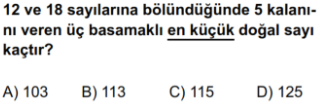 12 ve 18 sayılarına bölündüğünde 5 kalanı-
nı veren üç basamaklı en küçük doğal sayı
kaçtır?
A) 103 B) 113 C) 115 D) 125